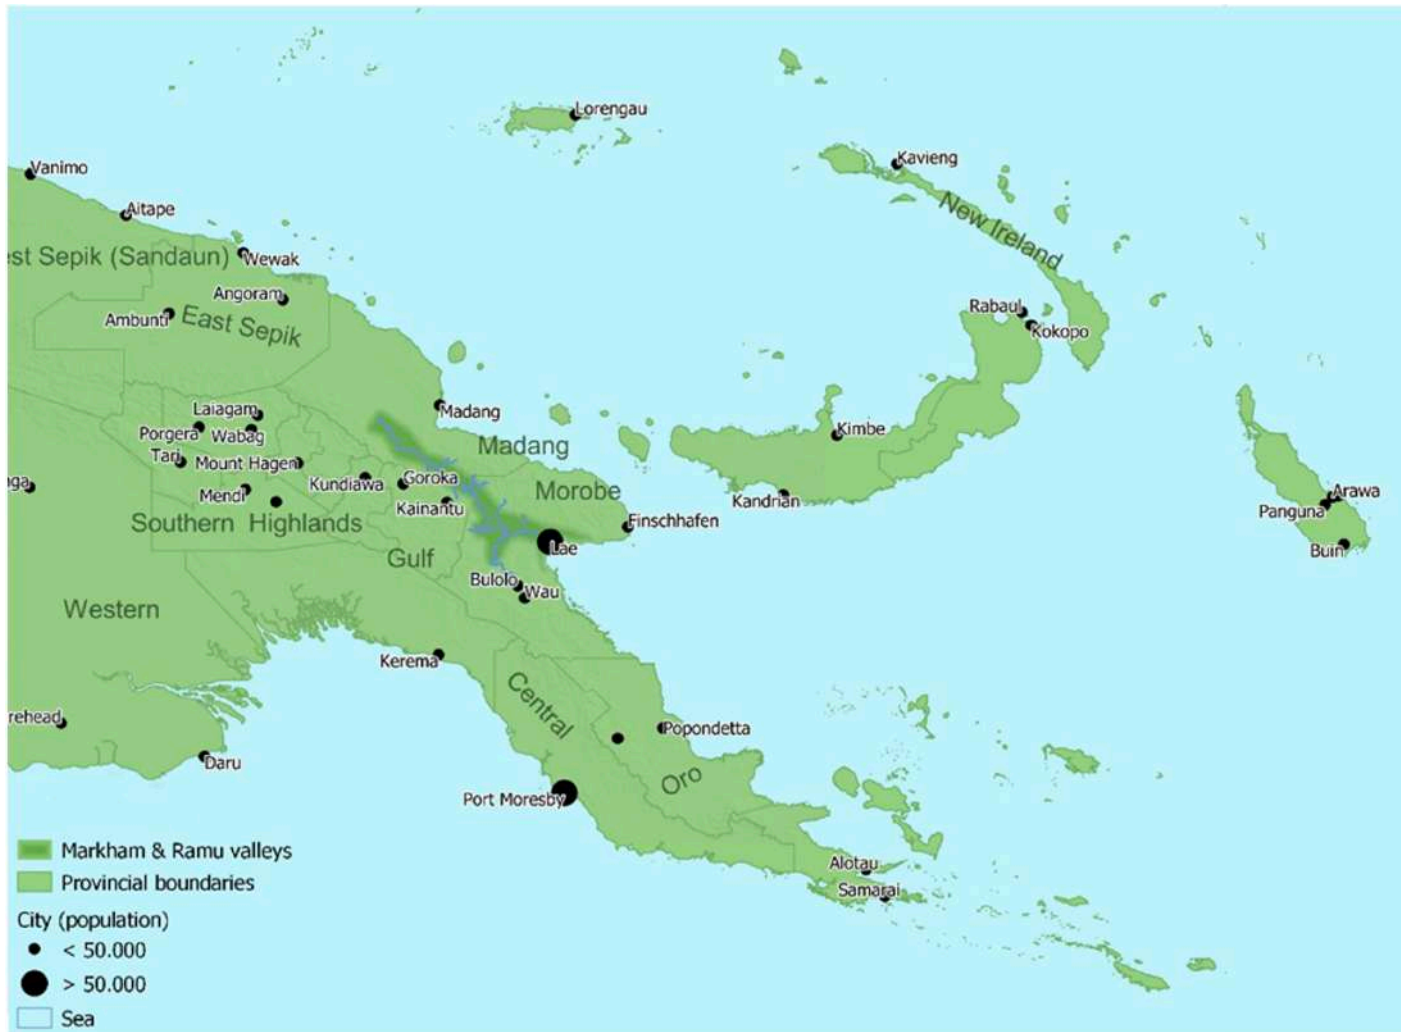 Lorengau
Kavieng
Vanimo
Aitape
New Ireland
est Sepik (Sandaun)
Wewak
Angoram
Rabaul
Ambunti
East Sepik
Kokopo
Laiagam
Madang
Porgera
Wabag
Kimbe
Madang
Tari
Mount Hagen
Kundiawa
Goroka
nga
Mendi
Kainantu
Morobe
Kandrian
Arawa
Panguna
Southern Highlands
Finschhafen
Gulf
Lae
Buin
Bulolo
Wau
Western
Kerema
Central
rehead
Popondetta
Daru
Oro
Port Moresby
Alotau
Samarai
Markham & Ramu valleys
Provincial boundaries
City (population)
< 50.000
> 50.000
Sea